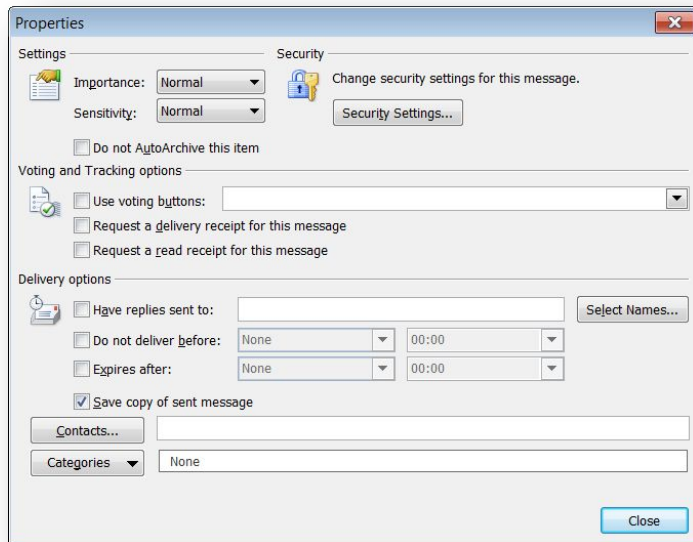 Properties
Settings
Security
Importance: Normal
Change security settings for this message.
Sensitivity: Normal
Security Settings...
Do not AutoArchive this item
Voting and Tracking options
Use voting buttons:
Request a delivery receipt for this message
Request a read receipt for this message
Delivery options
Have replies sent to:
Select Names...
Do not deliver before: None 00:00
Expires after: None 00:00
Save copy of sent message
Contacts...
Categories None
Close